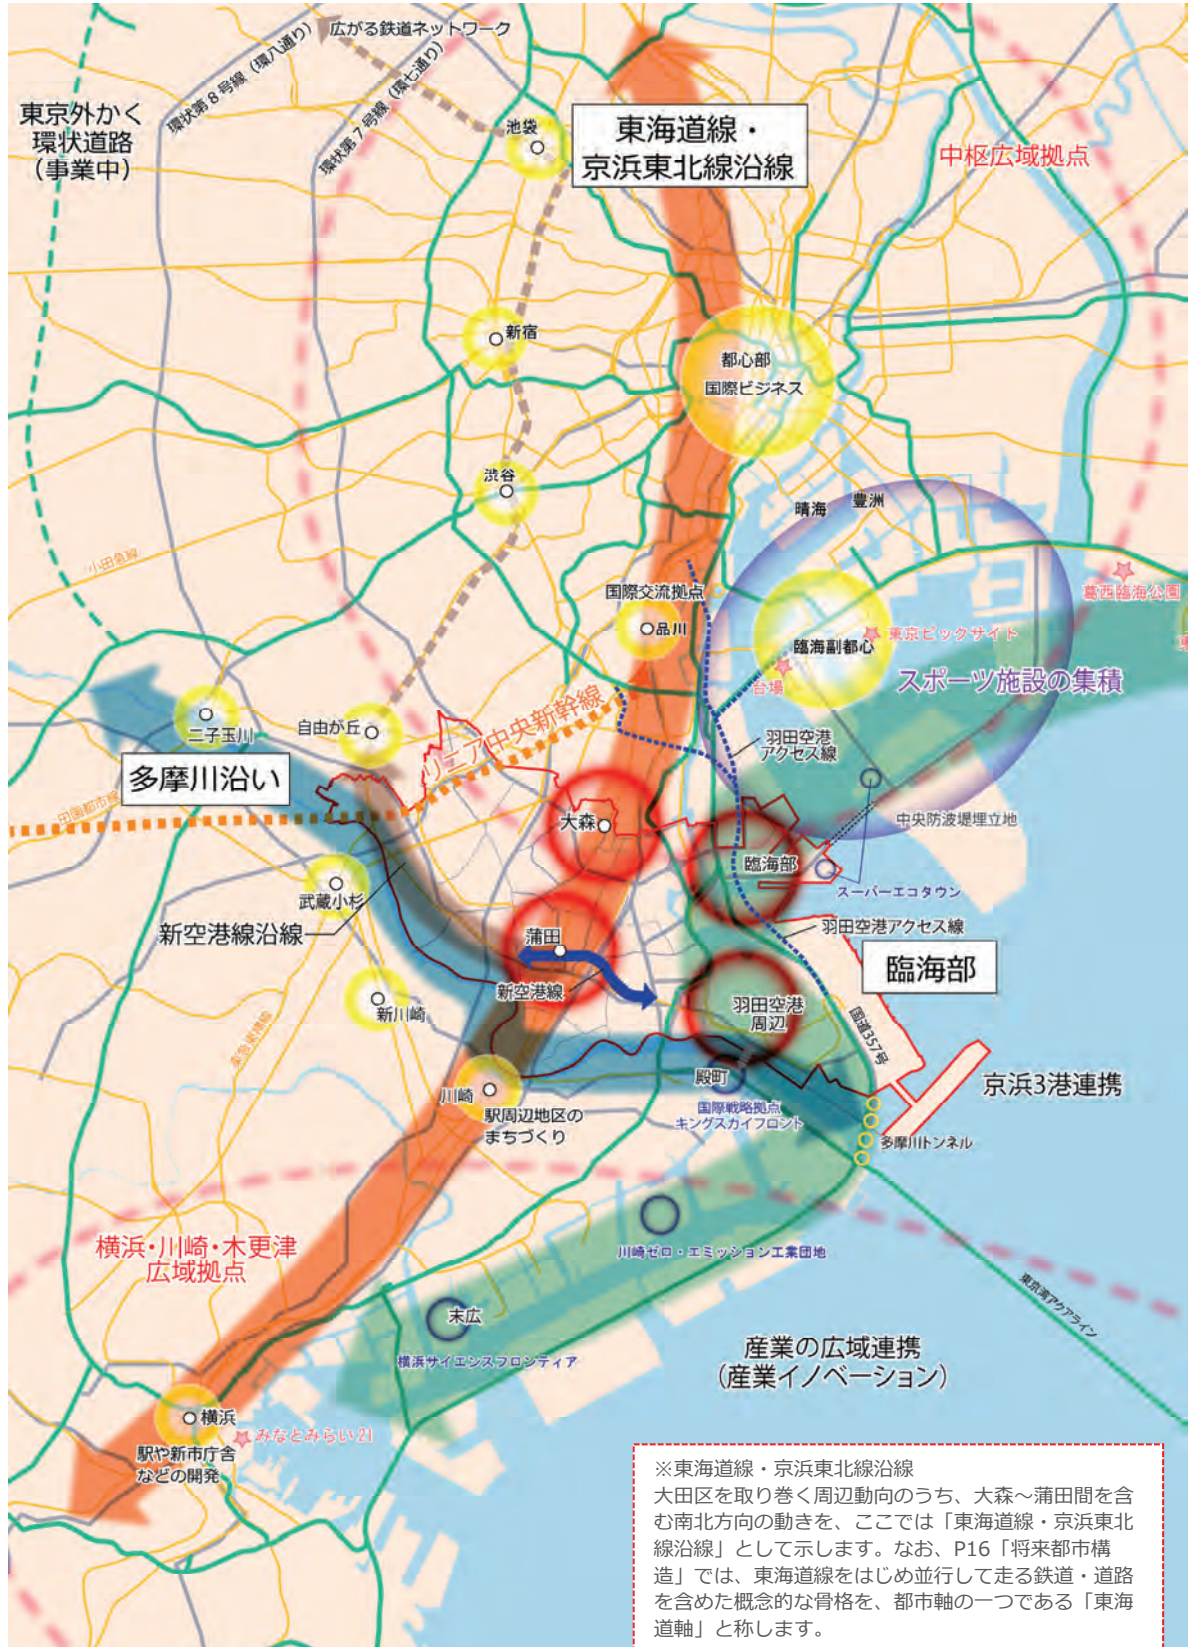 広がる鉄道ネットワーク
環状第8号線（環八通り）
環状第7号線（環七通り）
東京外かく
環状道路
（事業中）
池袋
東海道線・
京浜東北線沿線
中枢広域拠点
新宿
都心部
国際ビジネス
渋谷
晴海
豊洲
小田急線
国際交流拠点
品川
葛西臨海公園
東京ビックサイト
臨海副都心
台場
スポーツ施設の集積
二子玉川
自由が丘
リニア中央新幹線
羽田空港
アクセス線
多摩川沿い
田園都市線
大森
中央防波堤埋立地
臨海部
スーパーエコタウン
武蔵小杉
新空港線沿線
蒲田
羽田空港アクセス線
臨海部
新空港線
新川崎
羽田空港
周辺
国道357号
東急東横線
殿町
京浜3港連携
川崎
国際戦略拠点
キングスカイフロント
駅周辺地区の
まちづくり
多摩川トンネル
横浜・川崎・木更津
広域拠点
川崎ゼロ・エミッション工業団地
東京湾アクアライン
末広
横浜サイエンスフロンティア
産業の広域連携
（産業イノベーション）
横浜
みなとみらい21
駅や新市庁舎
などの開発
※東海道線・京浜東北線沿線
大田区を取り巻く周辺動向のうち、大森～蒲田間を含
む南北方向の動きを、ここでは「東海道線・京浜東北
線沿線」として示します。なお、P16「将来都市構
造」では、東海道線をはじめ並行して走る鉄道・道路
を含めた概念的な骨格を、都市軸の一つである「東海
道軸」と称します。